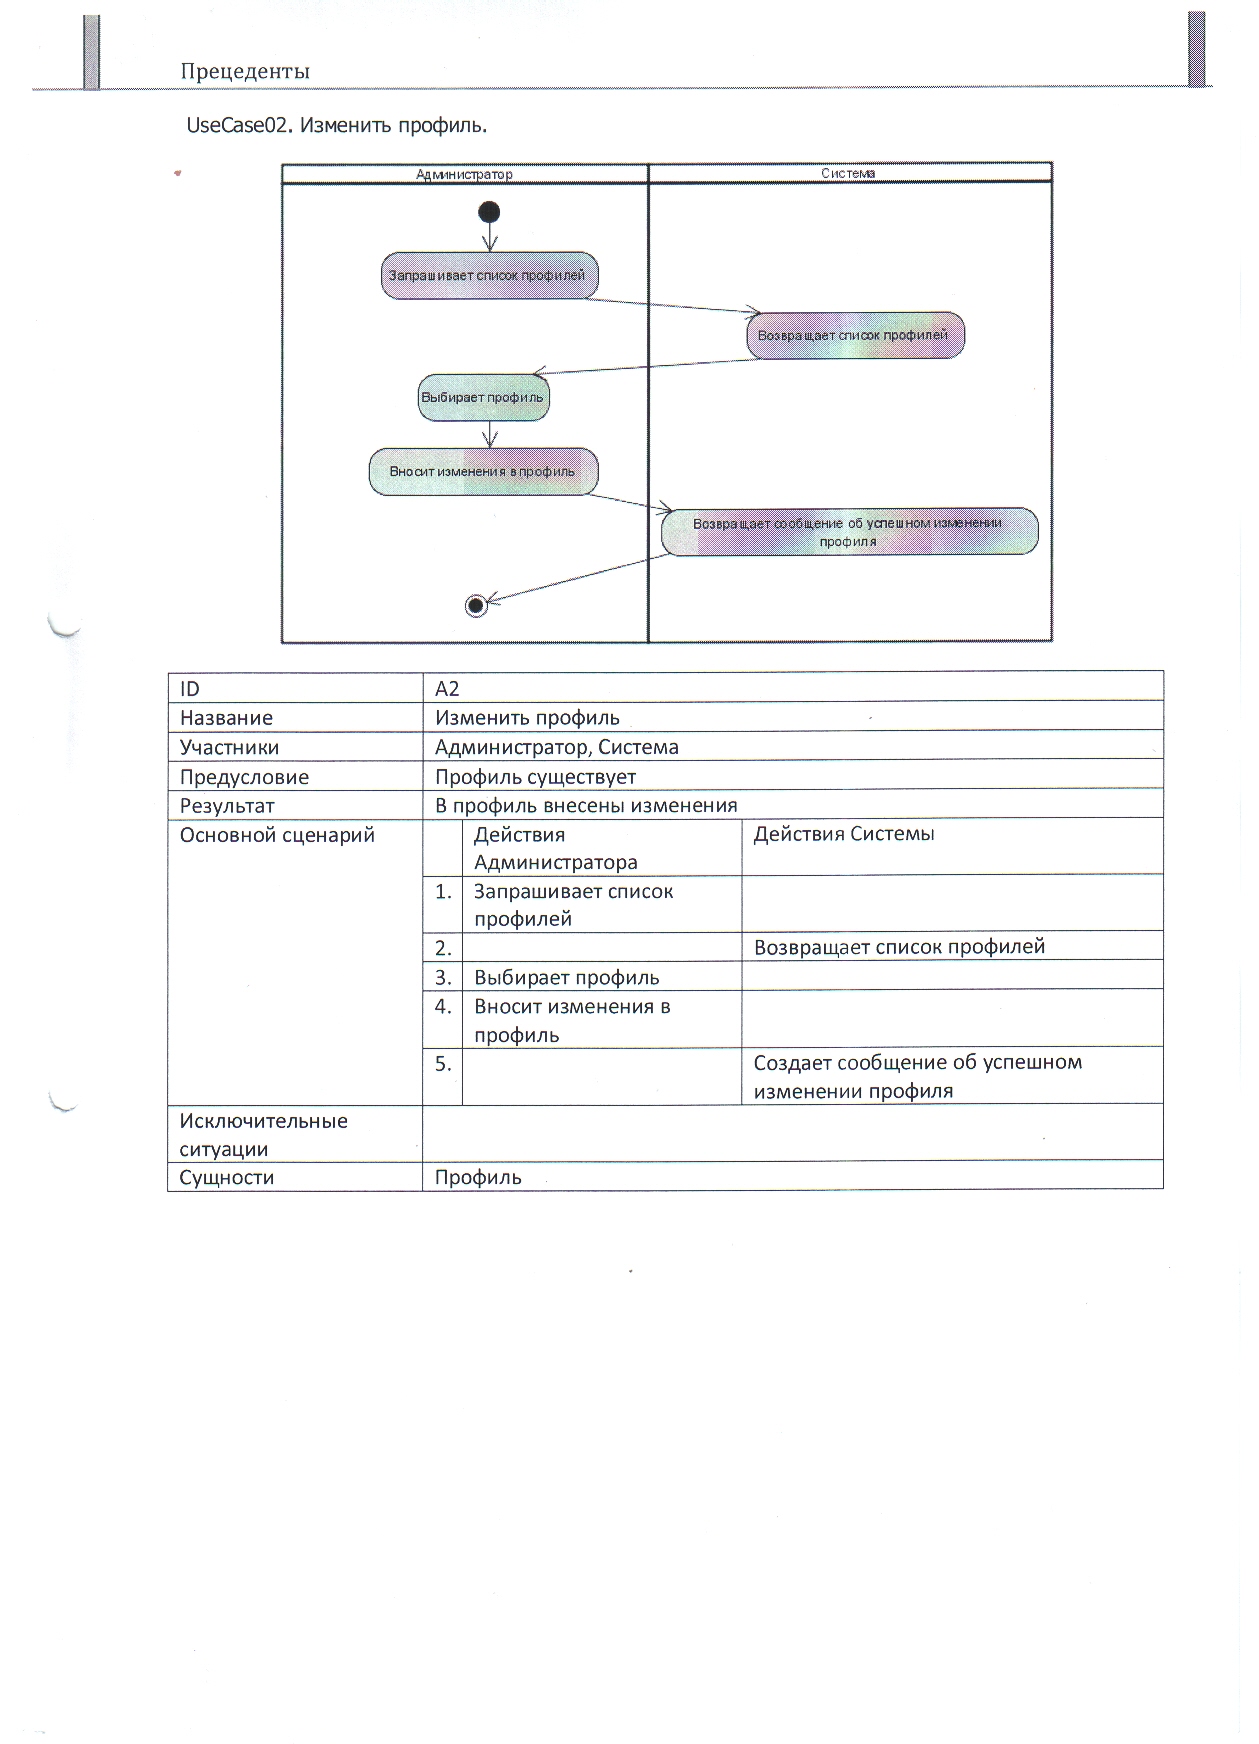 Прецеденты
UseCase02. Изменить профиль.
Администратор
Система
Запрашивает список профилей
Возвращает список профилей
Выбирает профиль
Вносит изменения в профиль
Возвращает сообщение об успешном изменении
профиля
ID
A2
Название
Изменить профиль
Участники
Администратор, Система
Предусловие
Профиль существует
Результат
В профиль внесены изменения
Основной сценарий
Действия
Администратора
Действия Системы
1.
Запрашивает список
профилей
2.
Возвращает список профилей
3.
Выбирает профиль
4.
Вносит изменения в
профиль
5.
Создает сообщение об успешном
изменении профиля
Исключительные
ситуации
Сущности
Профиль